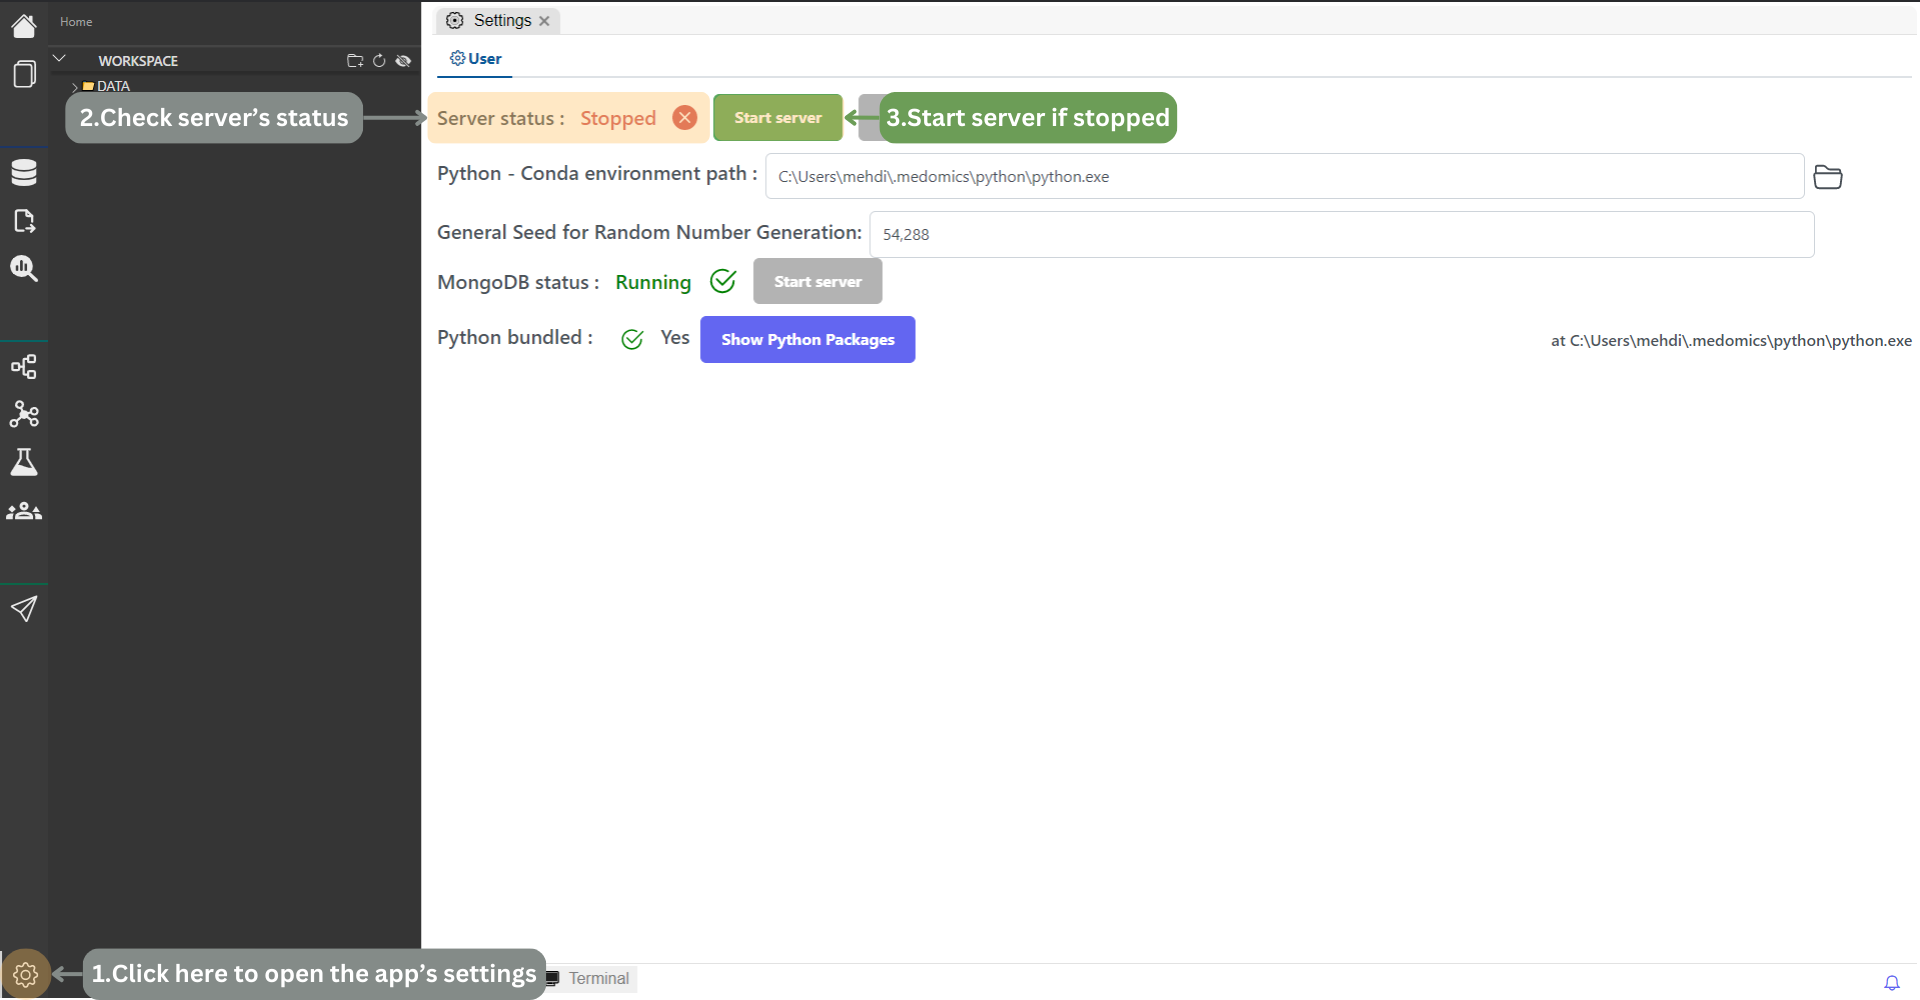 Home
Settings
WORKSPACE
User
DATA
2.Check server’s status
Server status : Stopped
Start server
3.Start server if stopped
Python - Conda environment path : C:\Users\mehdi\.medomics\python\python.exe
General Seed for Random Number Generation: 54,288
MongoDB status : Running Start server
Python bundled : Yes Show Python Packages at C:\Users\mehdi\.medomics\python\python.exe
1.Click here to open the app’s settings
Terminal